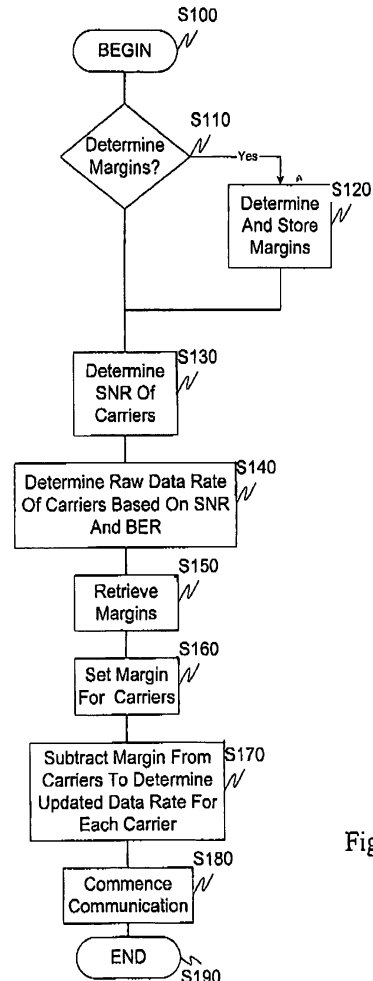 S100
BEGIN
S110
Determine
Margins?
Yes
S120
Determine
And Store
Margins
S130
Determine
SNR Of
Carriers
S140
Determine Raw Data Rate
Of Carriers Based On SNR
And BER
S150
Retrieve
Margins
S160
Set Margin
For Carriers
S170
Subtract Margin From
Carriers To Determine
Updated Data Rate For
Each Carrier
Fig
S180
Commence
Communication
END
S190